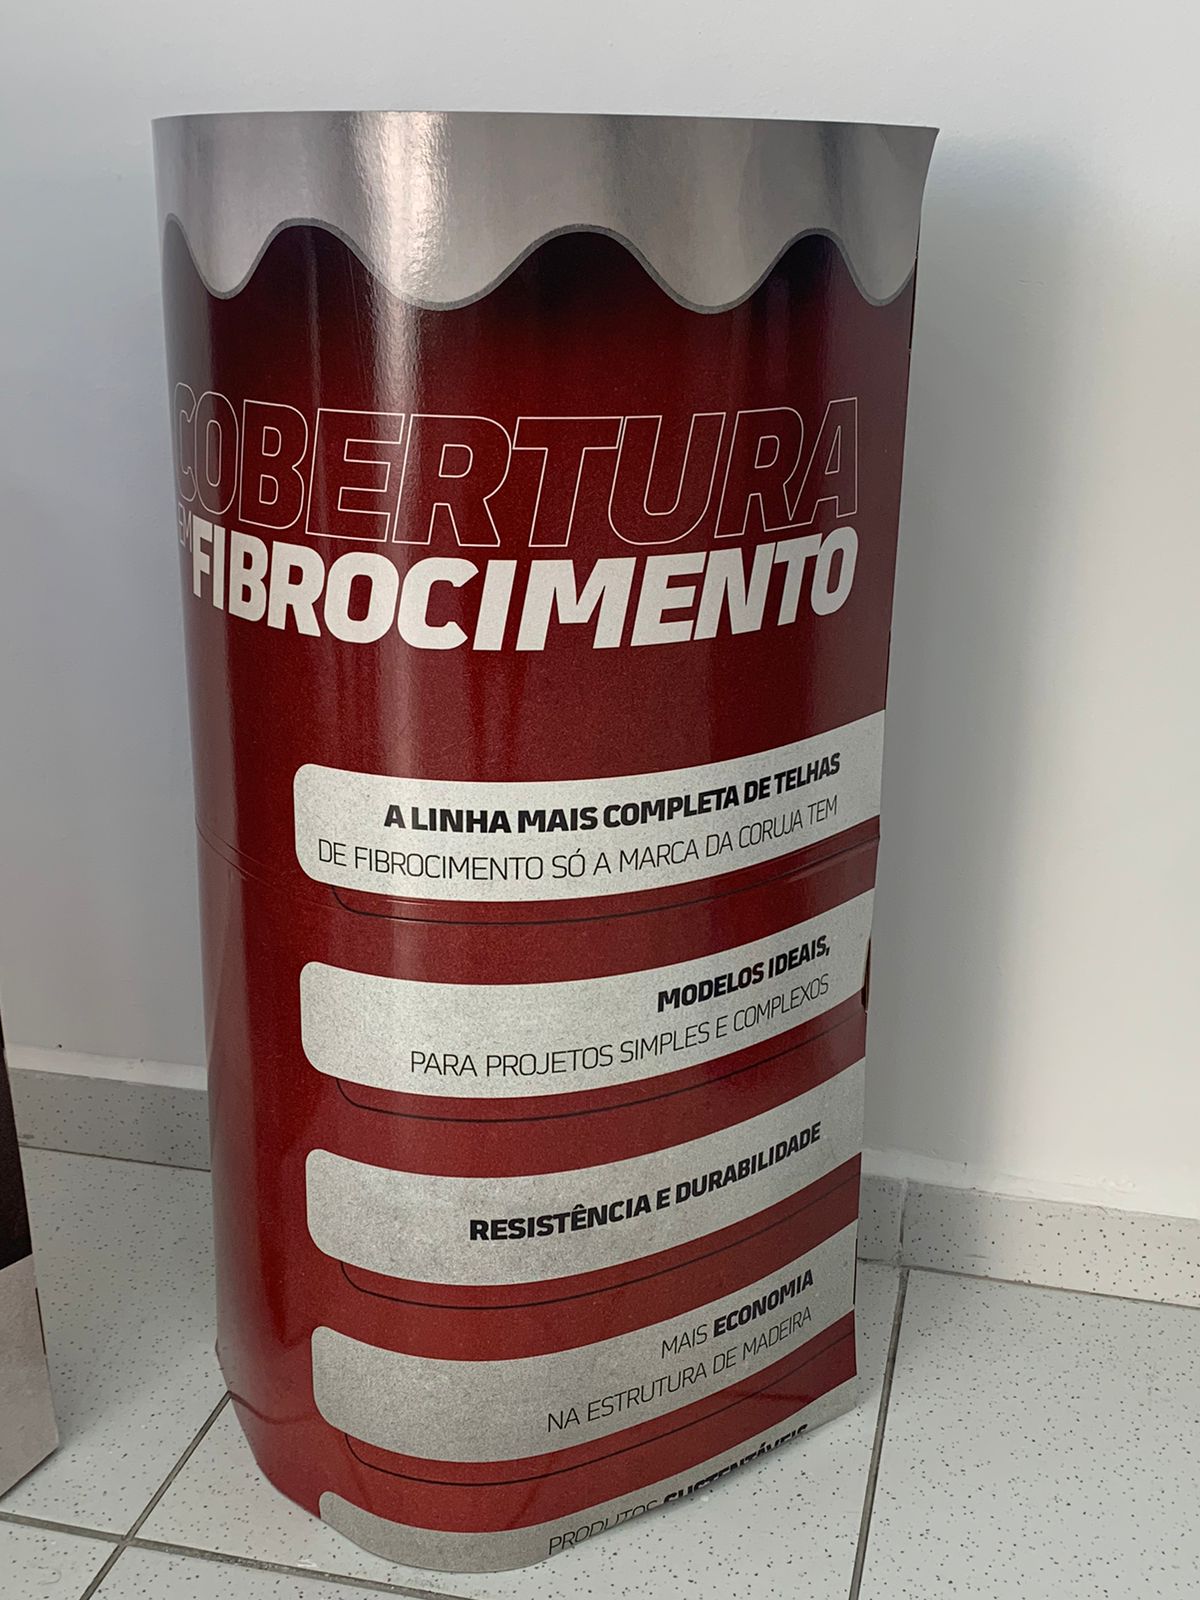 COBERTURA
EM FIBROCIMENTO
A LINHA MAIS COMPLETA DE TELHAS
DE FIBROCIMENTO SÓ A MARCA DA CORUJA TEM
MODELOS IDEAIS,
PARA PROJETOS SIMPLES E COMPLEXOS
RESISTÊNCIA E DURABILIDADE
MAIS ECONOMIA
NA ESTRUTURA DE MADEIRA
PRODUTOS SUSTENTÁVEIS